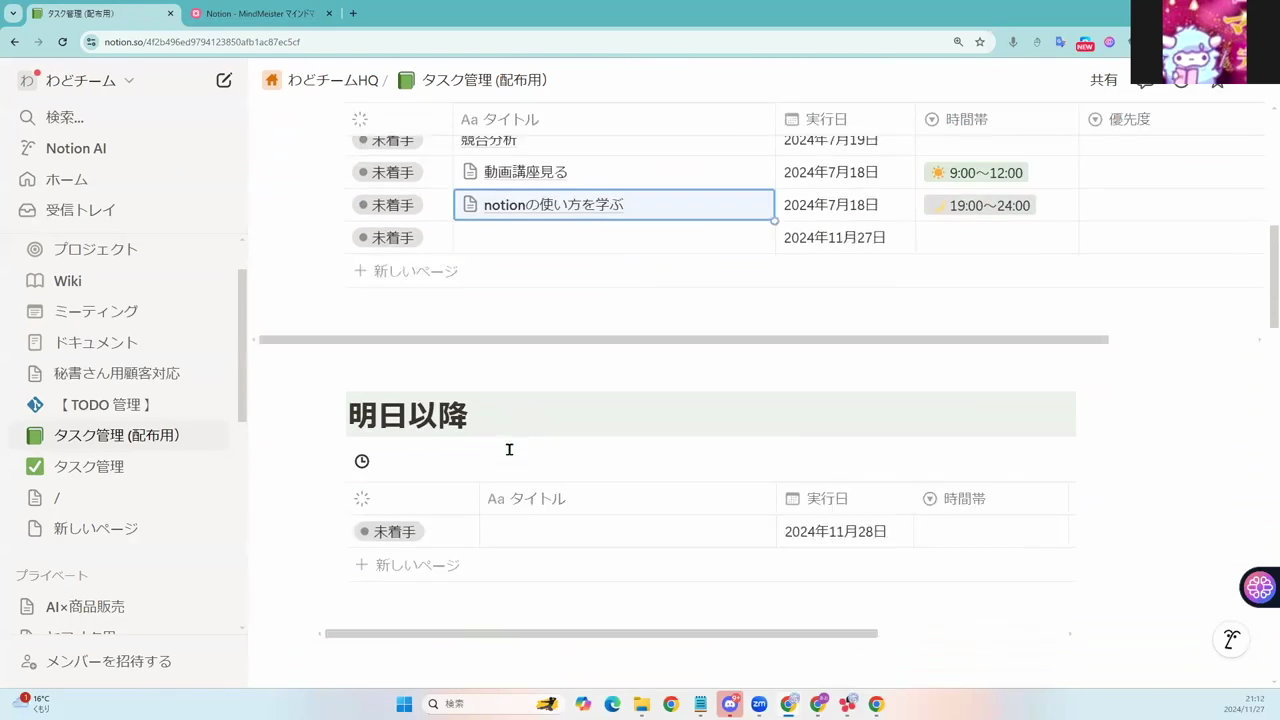 タスク管理 (配布用)
Notion - MindMeister マインドマ
notion.so/4f2b496ed9794123850afb1ac87ec5cf
NEW
わ わどチーム
検索...
Notion AI
ホーム
受信トレイ
プロジェクト
Wiki
ミーティング
ドキュメント
秘書さん用顧客対応
【 TODO 管理 】
タスク管理 (配布用)
タスク管理
/
新しいページ
プライベート
AI×商品販売
メンバーを招待する
わどチームHQ / タスク管理 (配布用)
共有
Aa タイトル 実行日 時間帯 優先度
未着手 競合分析 2024年7月19日
未着手 動画講座見る 2024年7月18日 9:00～12:00
未着手 notionの使い方を学ぶ 2024年7月18日 19:00～24:00
未着手 2024年11月27日
+ 新しいページ
明日以降
Aa タイトル 実行日 時間帯
未着手 2024年11月28日
+ 新しいページ
1 16°C
くもり
検索
21:12
2024/11/27